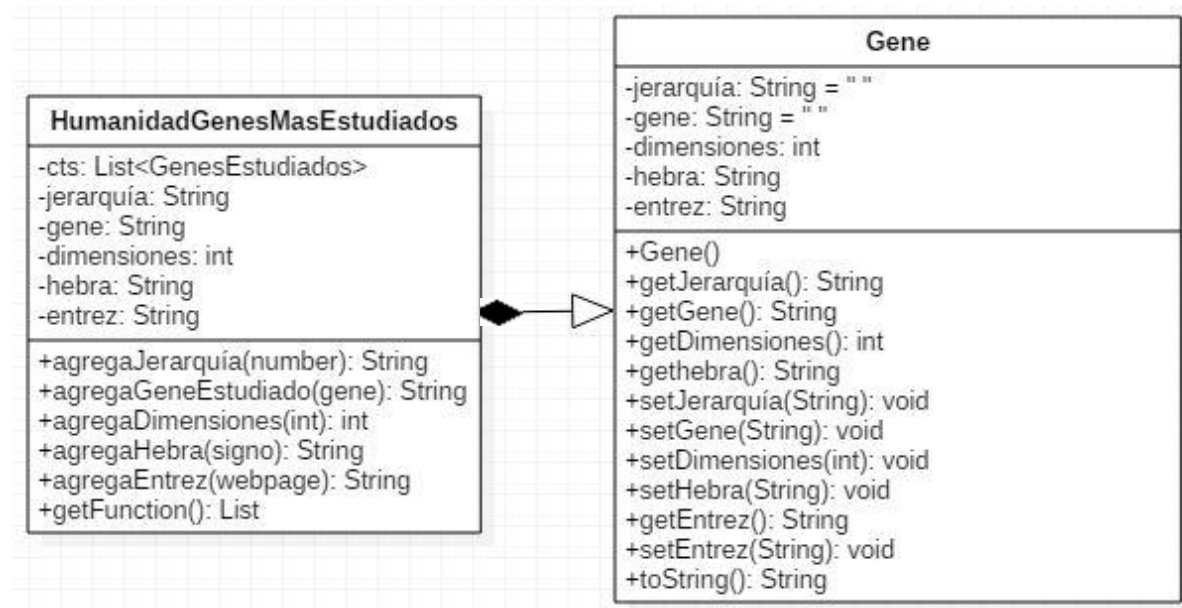 HumanidadGenesMasEstudiados
-cts: List<GenesEstudiados>
-jerarquía: String
-gene: String
-dimensiones: int
-hebra: String
-entrez: String
+agregaJerarquía(number): String
+agregaGeneEstudiado(gene): String
+agregaDimensiones(int): int
+agregaHebra(signo): String
+agregaEntrez(webpage): String
+getFunction(): List
Gene
-jerarquía: String = " "
-gene: String = " "
-dimensiones: int
-hebra: String
-entrez: String
+Gene()
+getJerarquía(): String
+getGene(): String
+getDimensiones(): int
+gethebra(): String
+setJerarquía(String): void
+setGene(String): void
+setDimensiones(int): void
+setHebra(String): void
+getEntrez(): String
+setEntrez(String): void
+toString(): String